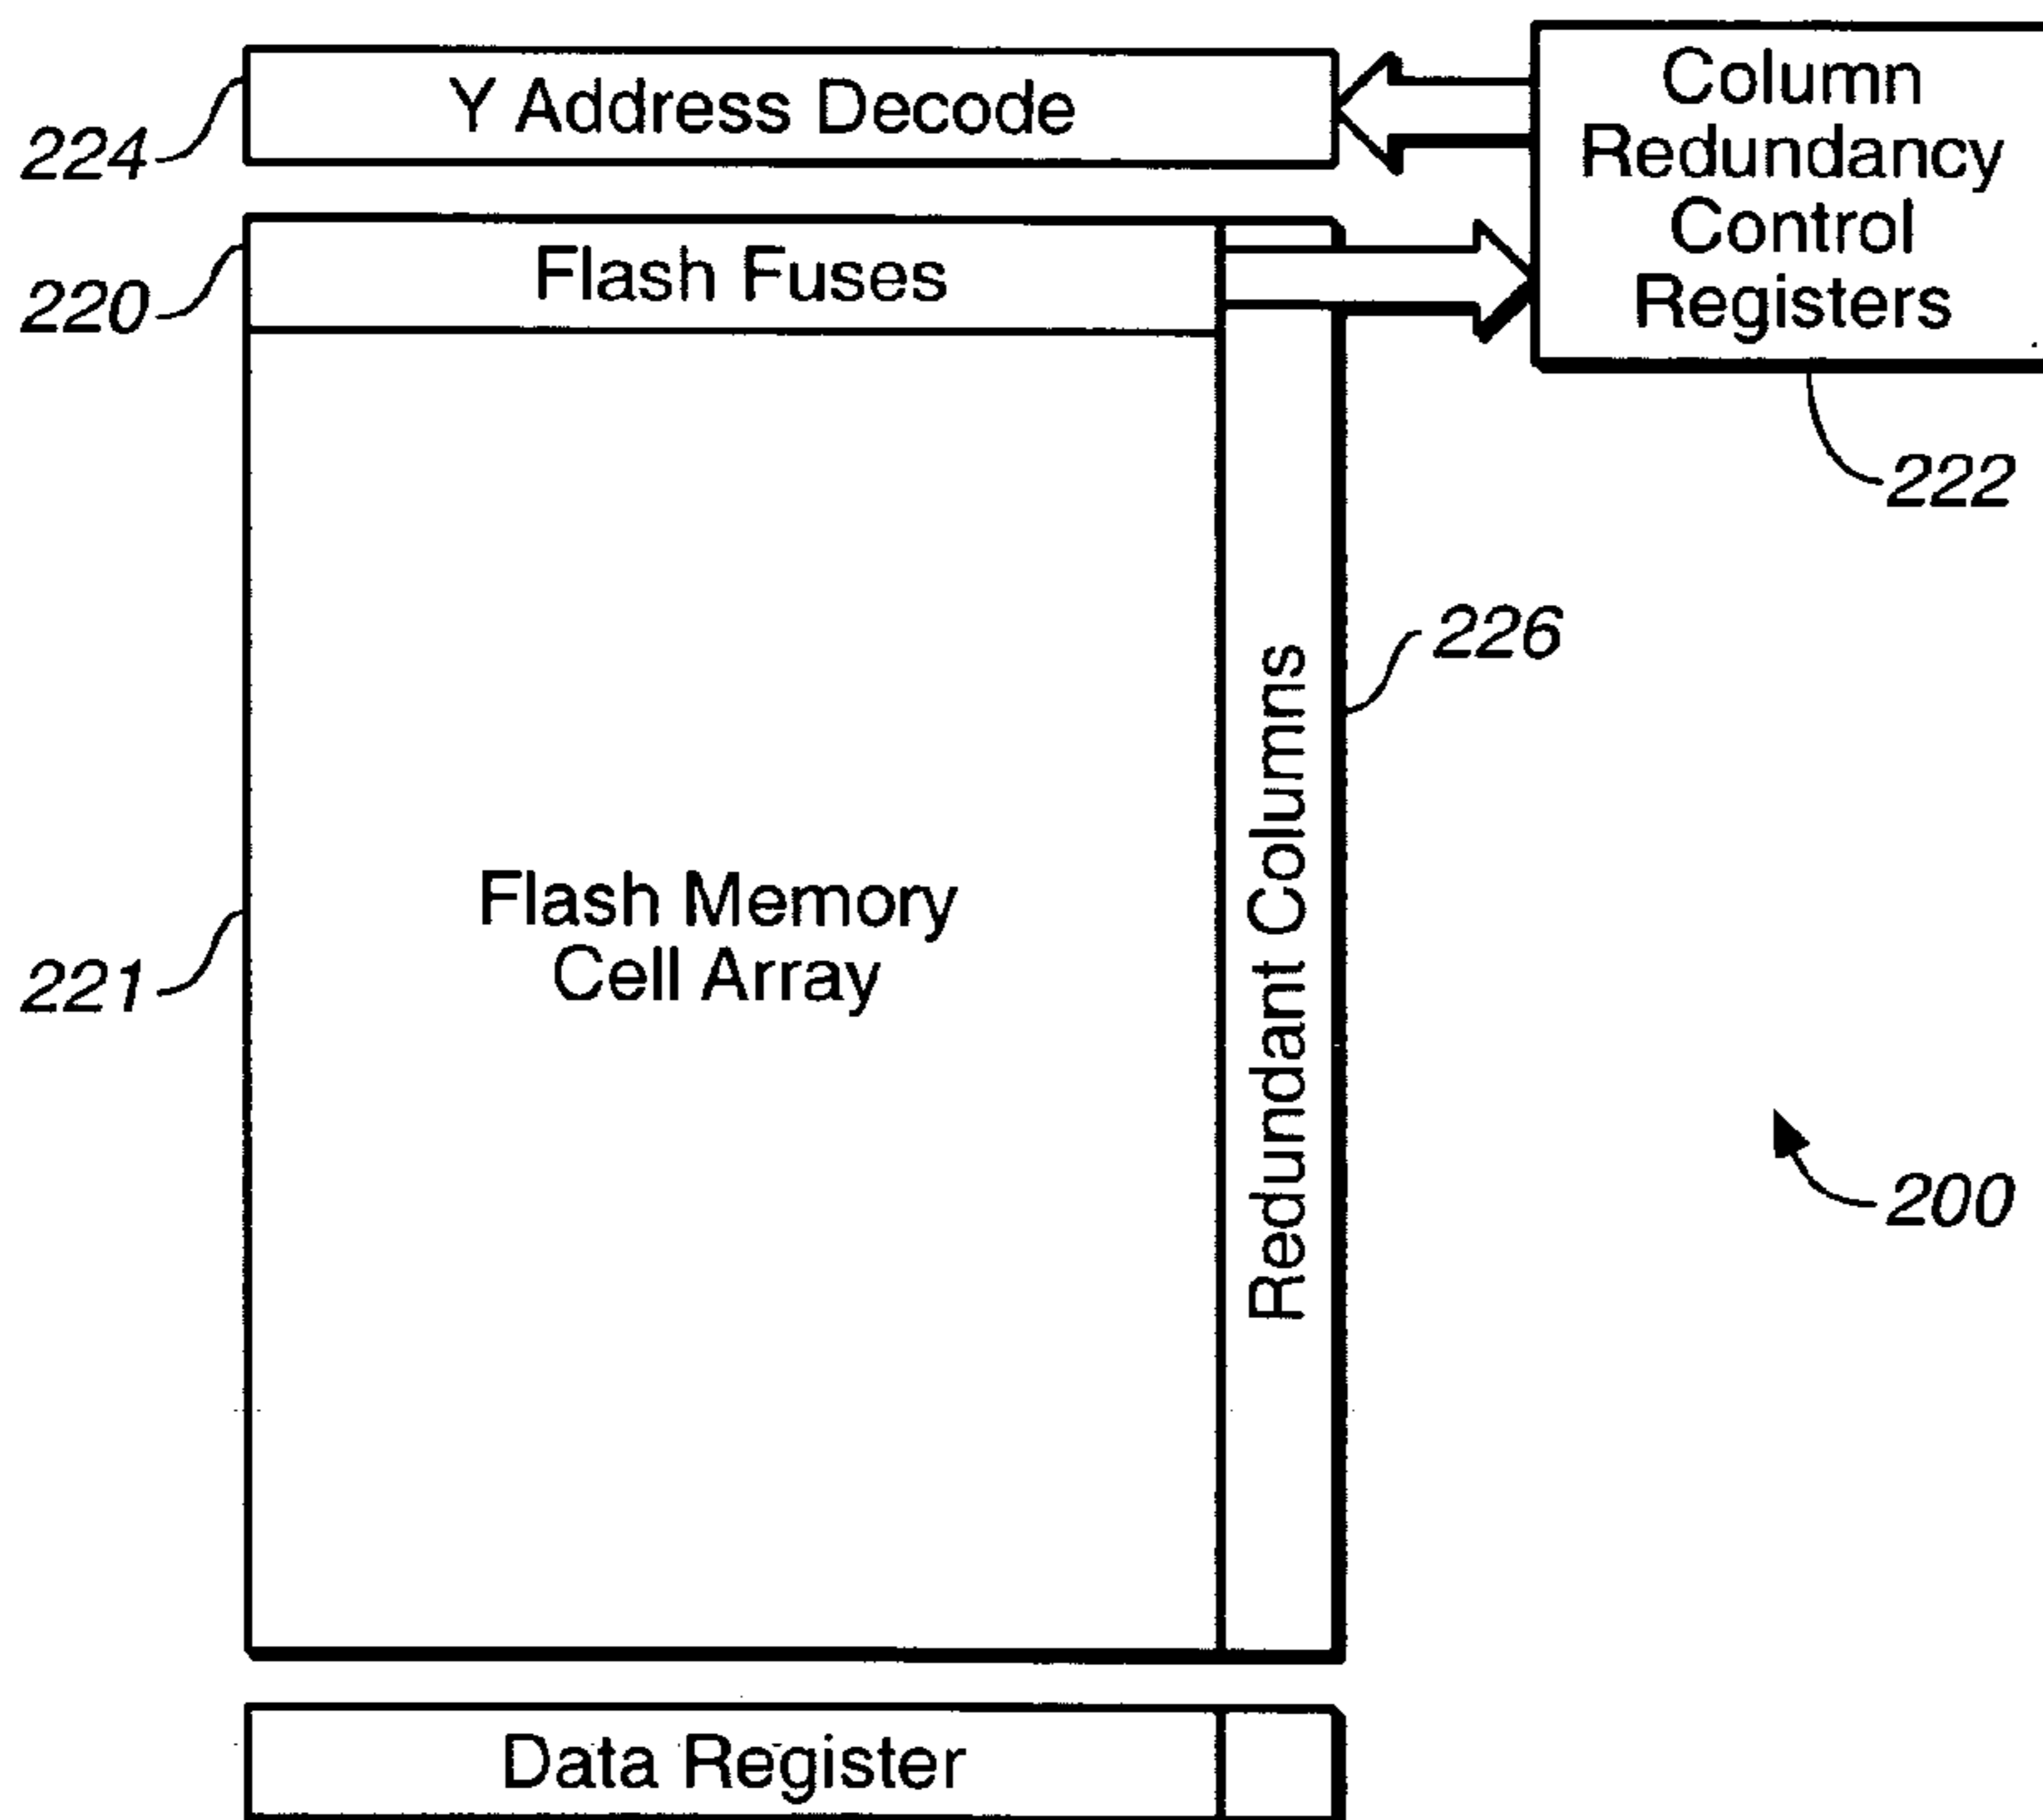 Y Address Decode
Column
Redundancy
Control
Registers
224
Flash Fuses
220
222
226
Redundant Columns
Flash Memory
Cell Array
221
200
Data Register